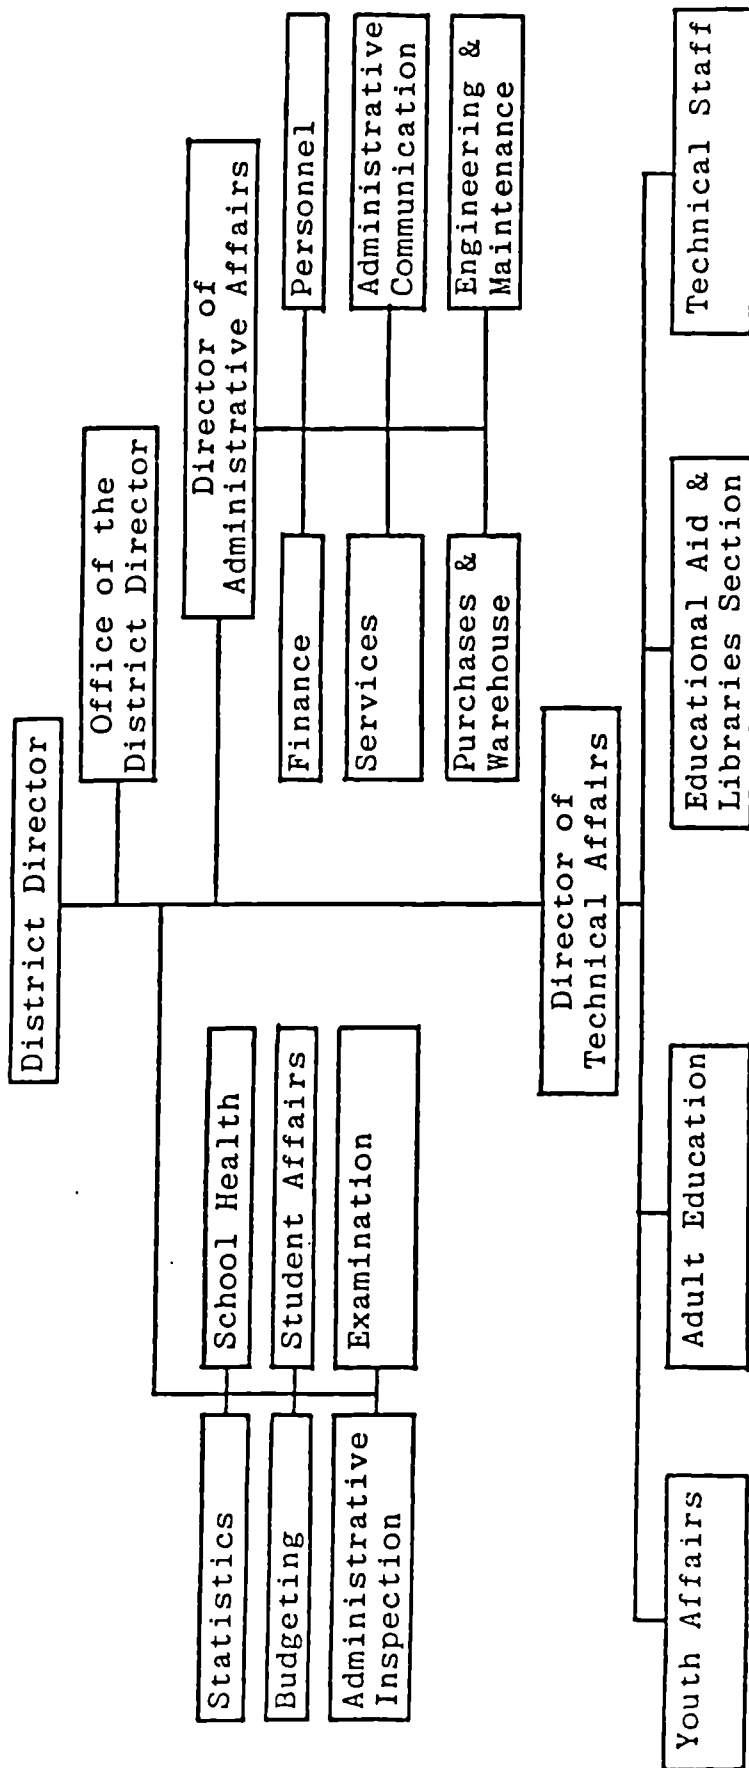 District Director
Office of the
District Director
Director of
Administrative Affairs
Statistics
School Health
Finance
Personnel
Budgeting
Student Affairs
Services
Administrative
Communication
Administrative
Inspection
Examination
Purchases &
Warehouse
Engineering &
Maintenance
Director of
Technical Affairs
Youth Affairs
Adult Education
Educational Aid &
Libraries Section
Technical Staff